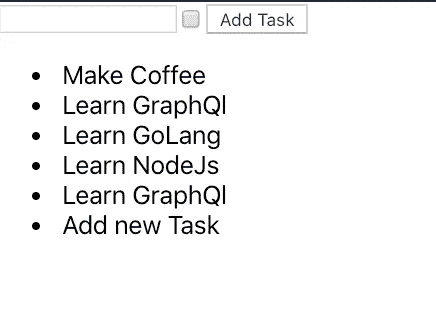 Add Task
Make Coffee
Learn GraphQl
Learn GoLang
Learn NodeJs
Learn GraphQl
Add new Task